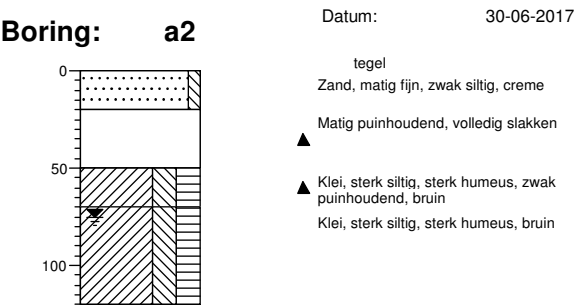 Boring: a2
Datum: 30-06-2017
0
tegel
Zand, matig fijn, zwak siltig, creme
Matig puinhoudend, volledig slakken
50
Klei, sterk siltig, sterk humeus, zwak
puinhoudend, bruin
Klei, sterk siltig, sterk humeus, bruin
100